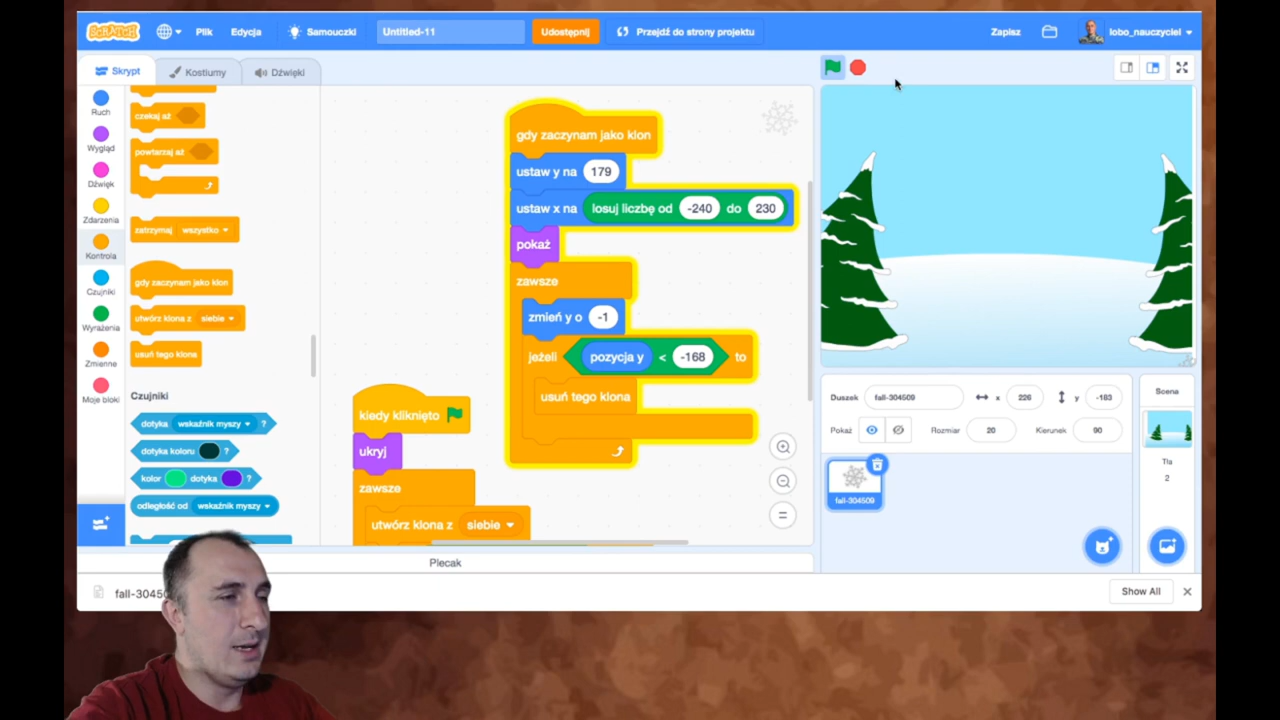 SCRATCH
Plik
Edycja
Samouczki
Untitled-11
Udostępnij
Przejdź do strony projektu
Zapisz
lobo_nauczyciel
Skrypt
Kostiumy
Dźwięki
Ruch
Wygląd
Dźwięk
Zdarzenia
Kontrola
Czujniki
Wyrażenia
Zmienne
Moje bloki
czekaj aż
powtarzaj aż
zatrzymaj wszystko
gdy zaczynam jako klon
utwórz klona z siebie
usuń tego klona
Czujniki
dotyka wskaźnik myszy ?
dotyka koloru ?
kolor dotyka ?
odległość od wskaźnik myszy
gdy zaczynam jako klon
ustaw y na 179
ustaw x na losuj liczbę od -240 do 230
pokaż
zawsze
zmień y o -1
jeżeli pozycja y < -168 to
usuń tego klona
kiedy kliknięto
ukryj
zawsze
utwórz klona z siebie
Plecak
Duszek fall-304509 x 226 y -183
Pokaż Rozmiar 20 Kierunek 90
fall-304509
Scena
Tła
2
fall-30450
Show All